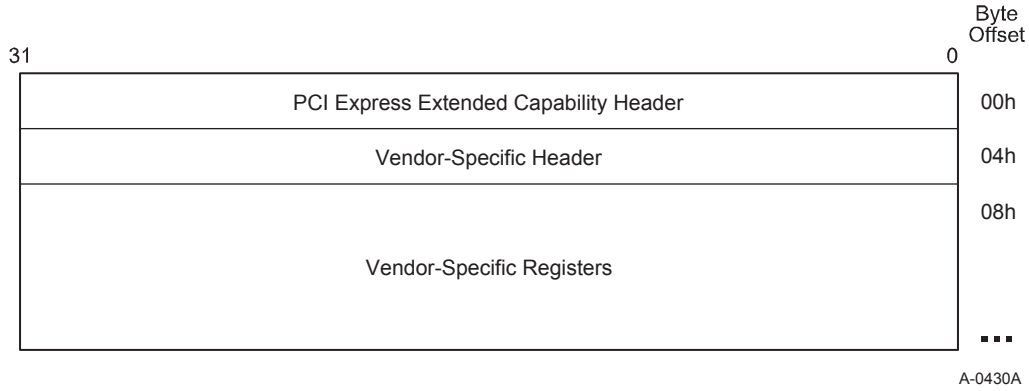 Byte
Offset
31 0
PCI Express Extended Capability Header 00h
Vendor-Specific Header 04h
08h
Vendor-Specific Registers
...
A-0430A